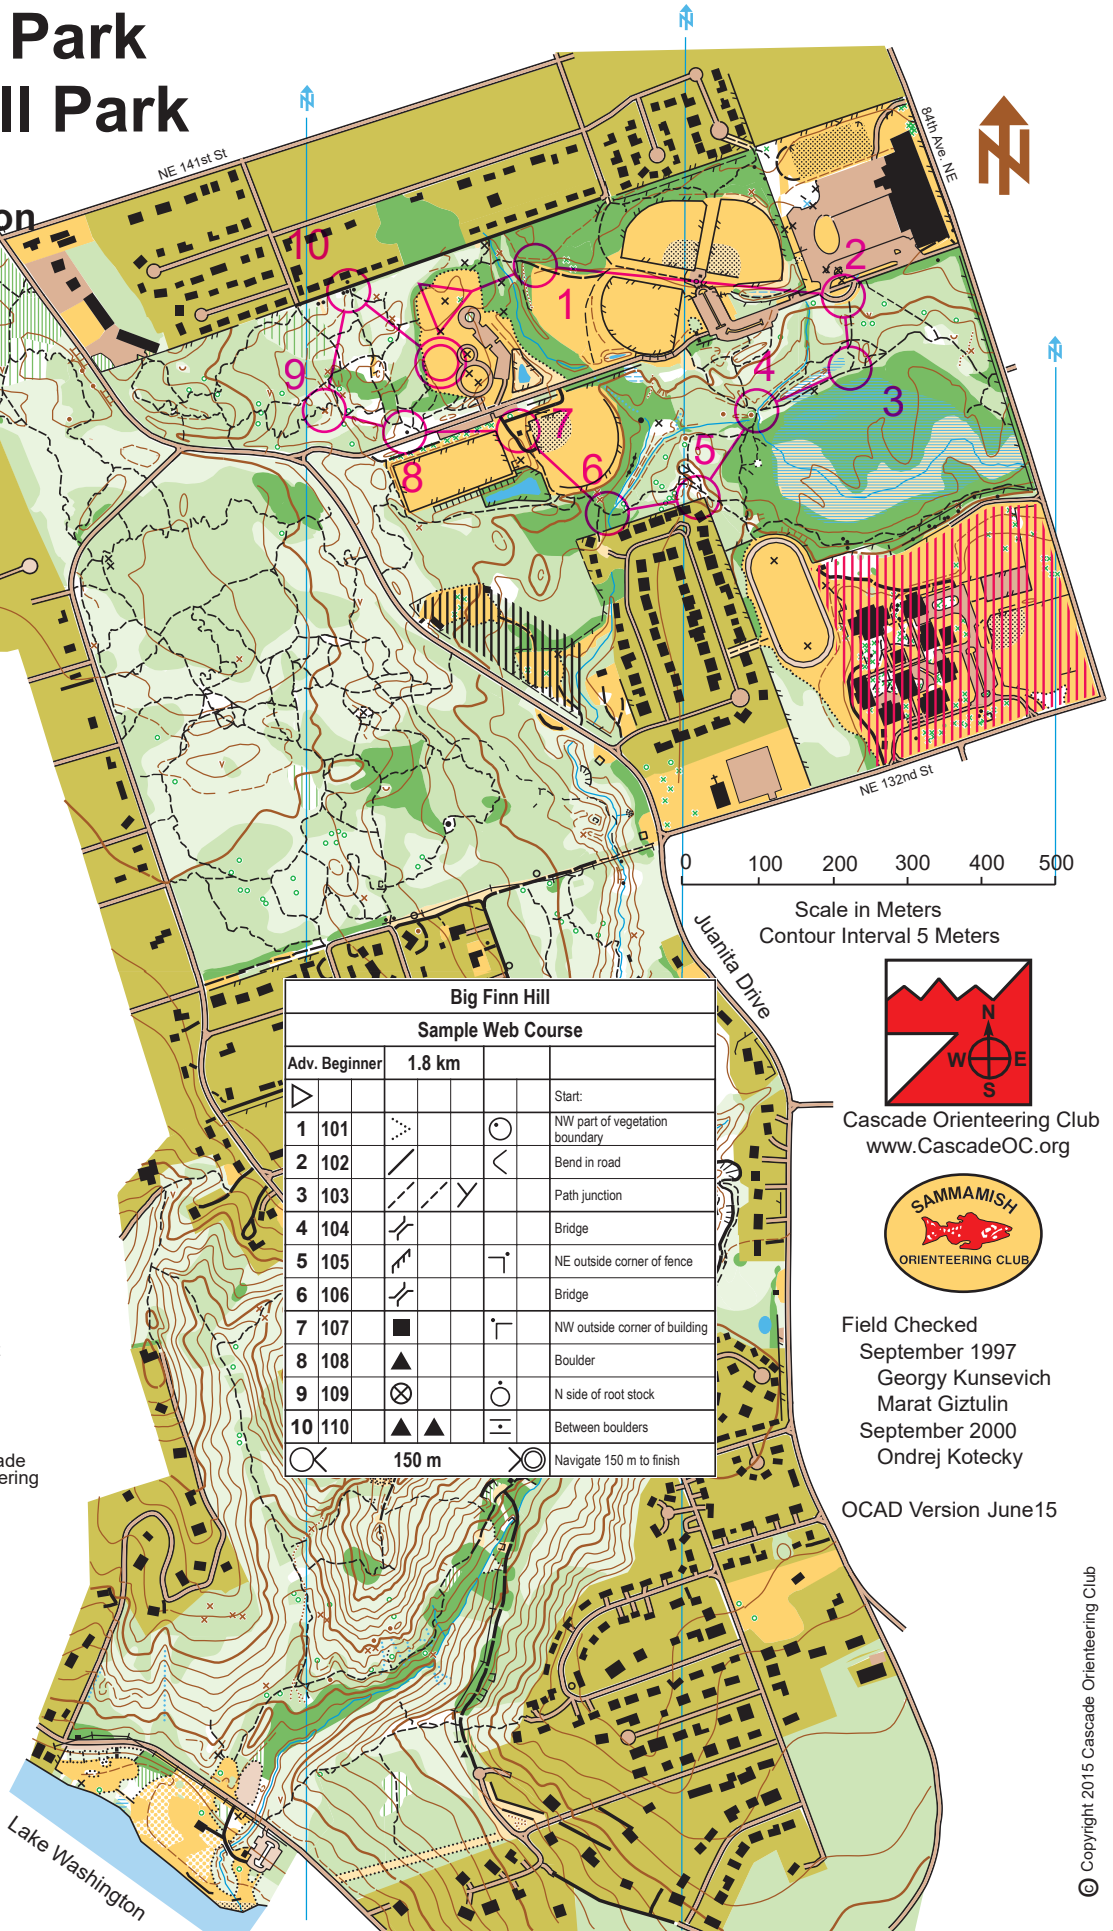 Park
ll Park
on
NE 141st St
84th Ave. NE
10
1
2
9
4
3
7
5
6
8
NE 132nd St
0 100 200 300 400 500
Scale in Meters
Contour Interval 5 Meters
Juanita Drive
N
W E
S
Cascade Orienteering Club
www.CascadeOC.org
SAMMAMISH
ORIENTEERING CLUB
Field Checked
September 1997
Georgy Kunsevich
Marat Giztulin
September 2000
Ondrej Kotecky
OCAD Version June15
Big Finn Hill
Sample Web Course
Adv. Beginner 1.8 km
Start:
1 101 NW part of vegetation
boundary
2 102 Bend in road
3 103 Path junction
4 104 Bridge
5 105 NE outside corner of fence
6 106 Bridge
7 107 NW outside corner of building
8 108 Boulder
9 109 N side of root stock
10 110 Between boulders
150 m Navigate 150 m to finish
ade
ering
Lake Washington
© Copyright 2015 Cascade Orienteering Club